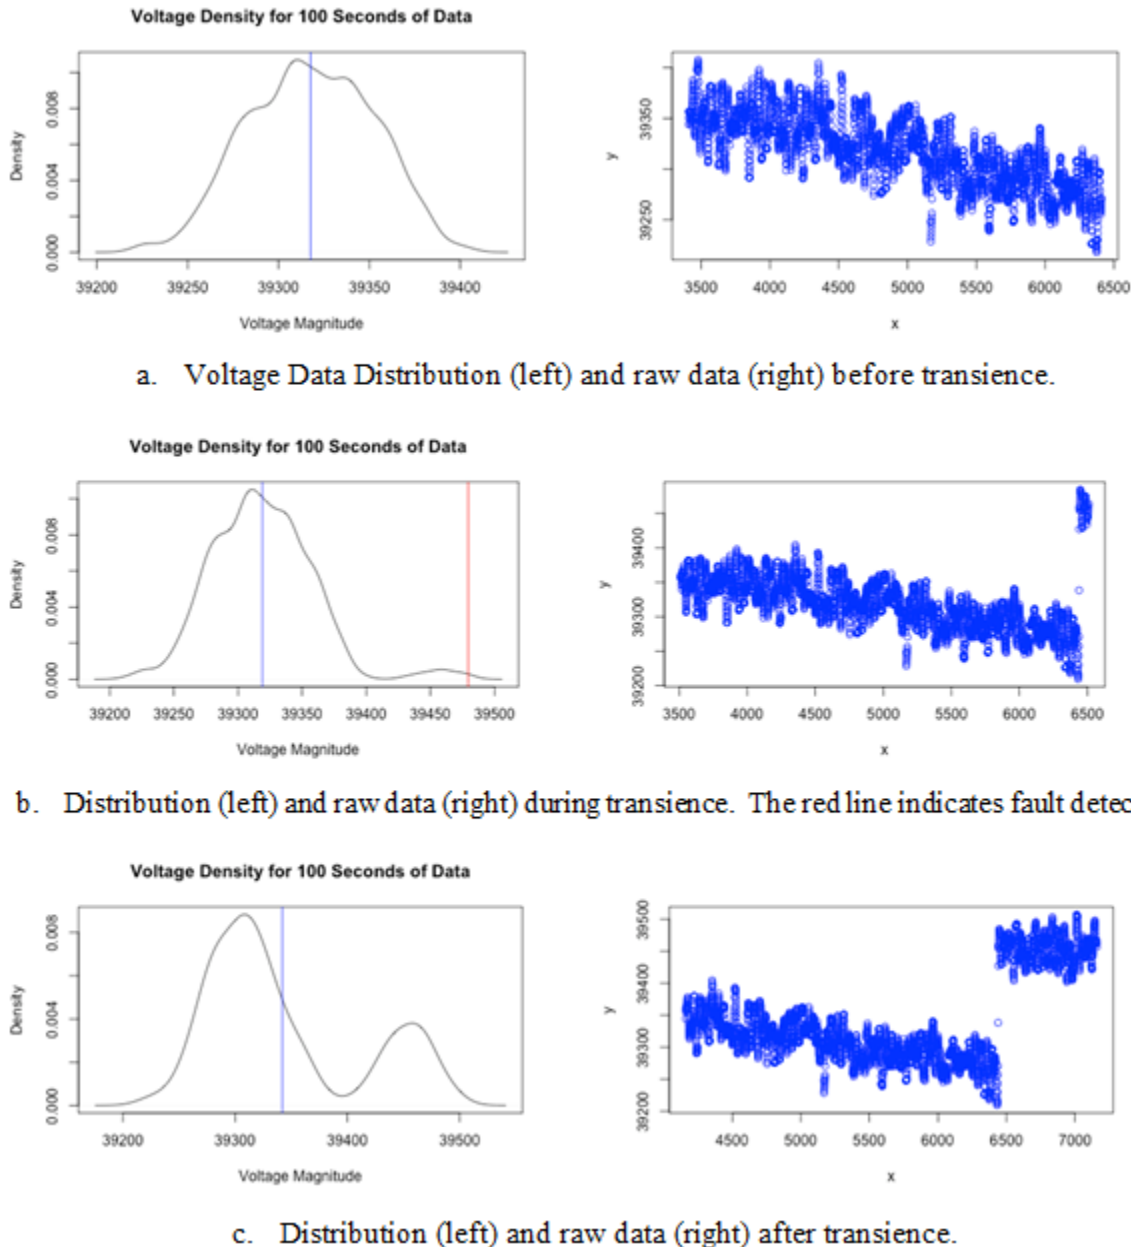 Voltage Density for 100 Seconds of Data
Density
0.000 0.004 0.008
39200 39250 39300 39350 39400
Voltage Magnitude
y
39250 39350
3500 4000 4500 5000 5500 6000 6500
x
a. Voltage Data Distribution (left) and raw data (right) before transience.
Voltage Density for 100 Seconds of Data
Density
0.000 0.004 0.008
39200 39250 39300 39350 39400 39450 39500
Voltage Magnitude
y
39200 39300 39400
3500 4000 4500 5000 5500 6000 6500
x
b. Distribution (left) and raw data (right) during transience. The red line indicates fault detec
Voltage Density for 100 Seconds of Data
Density
0.000 0.004 0.008
39200 39300 39400 39500
Voltage Magnitude
y
39200 39300 39400 39500
4500 5000 5500 6000 6500 7000
x
c. Distribution (left) and raw data (right) after transience.